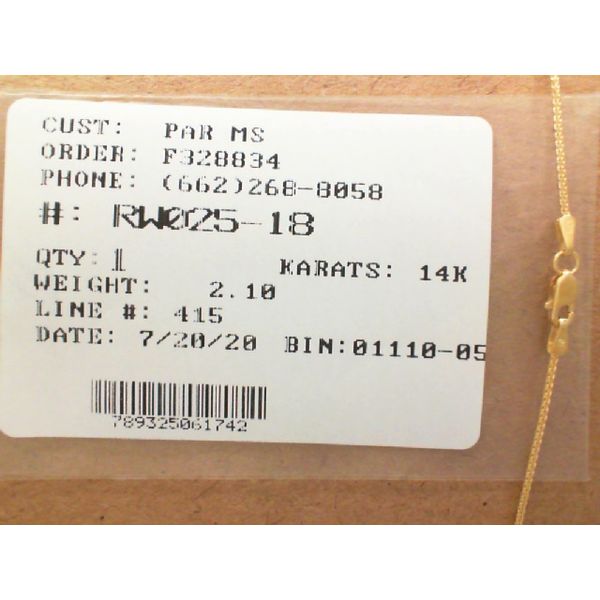 CUST: PAR MS
ORDER: F328834
PHONE: (662)268-8058
#: RW025-18
QTY: 1 KARATS: 14K
WEIGHT: 2.10
LINE #: 415
DATE: 7/20/20 BIN:01110-05
789325061742